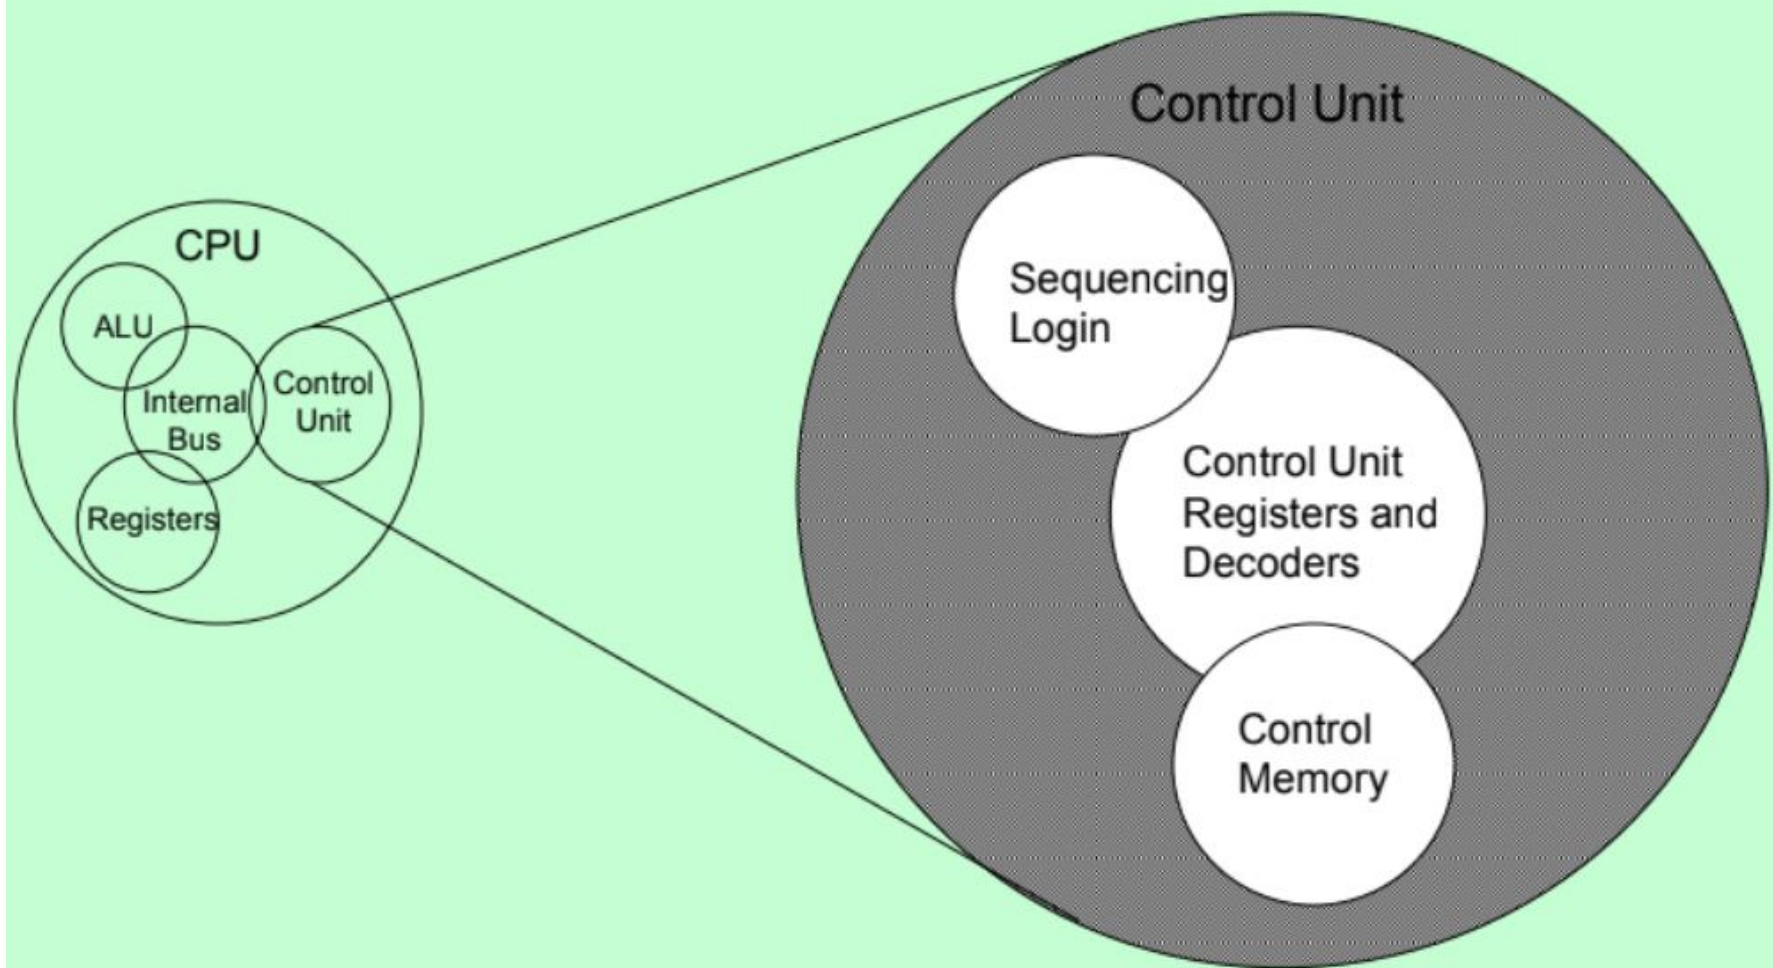 CPU
ALU
Internal
Bus
Control
Unit
Registers
Control Unit
Sequencing
Login
Control Unit
Registers and
Decoders
Control
Memory